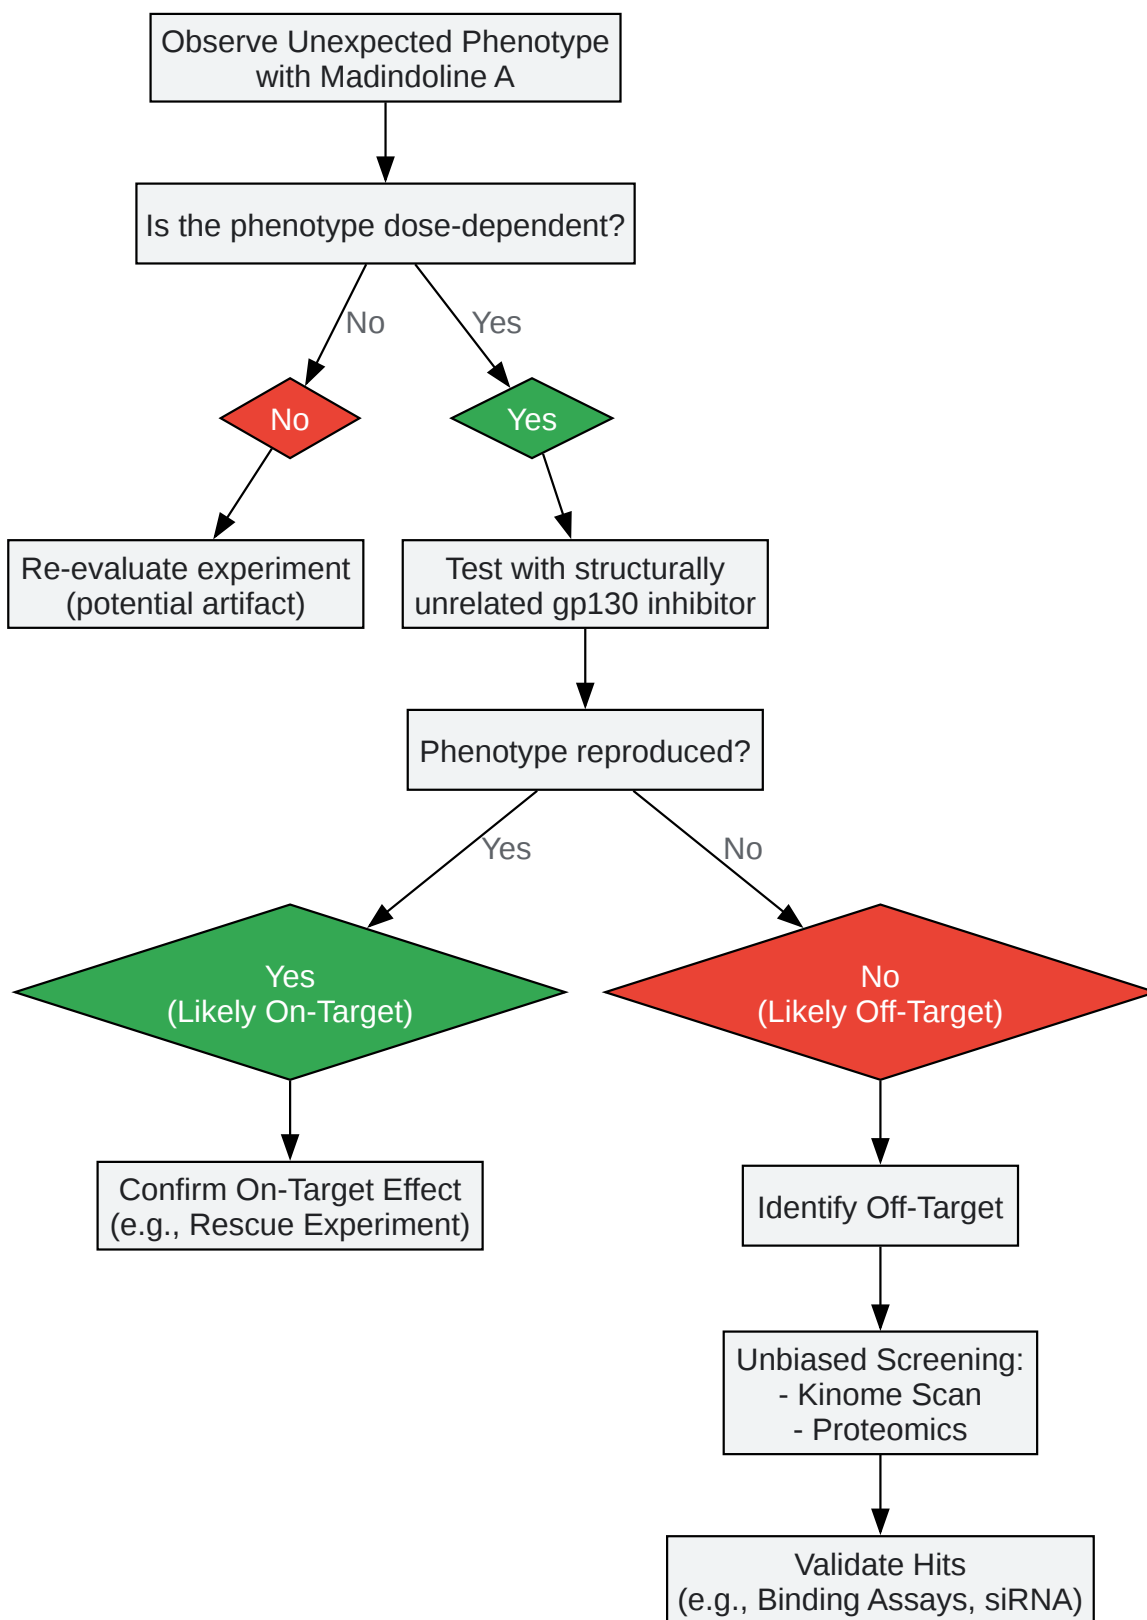 Observe Unexpected Phenotype
with Madindoline A
Is the phenotype dose-dependent?
No
Yes
No
Yes
Re-evaluate experiment
(potential artifact)
Test with structurally
unrelated gp130 inhibitor
Phenotype reproduced?
Yes
No
Yes
(Likely On-Target)
No
(Likely Off-Target)
Confirm On-Target Effect
(e.g., Rescue Experiment)
Identify Off-Target
Unbiased Screening:
- Kinome Scan
- Proteomics
Validate Hits
(e.g., Binding Assays, siRNA)